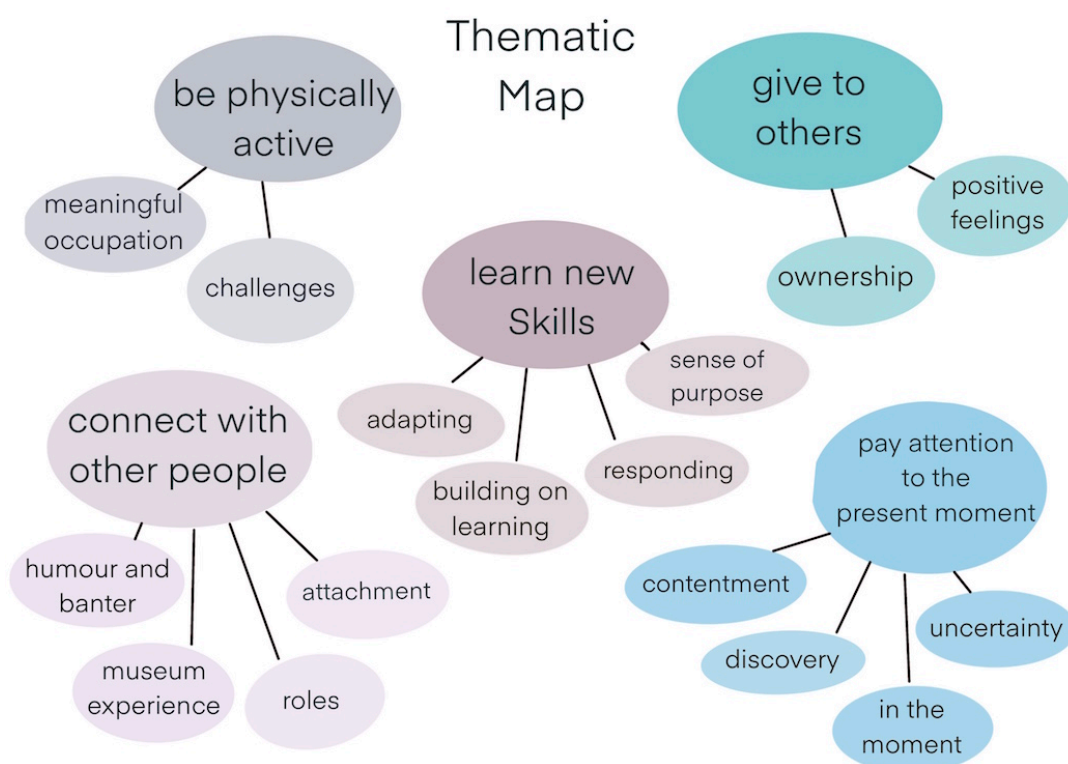 Thematic
Map
be physically
active
meaningful
occupation
challenges
give to
others
positive
feelings
ownership
learn new
Skills
adapting
building on
learning
responding
sense of
purpose
connect with
other people
humour and
banter
museum
experience
roles
attachment
pay attention
to the
present moment
contentment
discovery
in the
moment
uncertainty